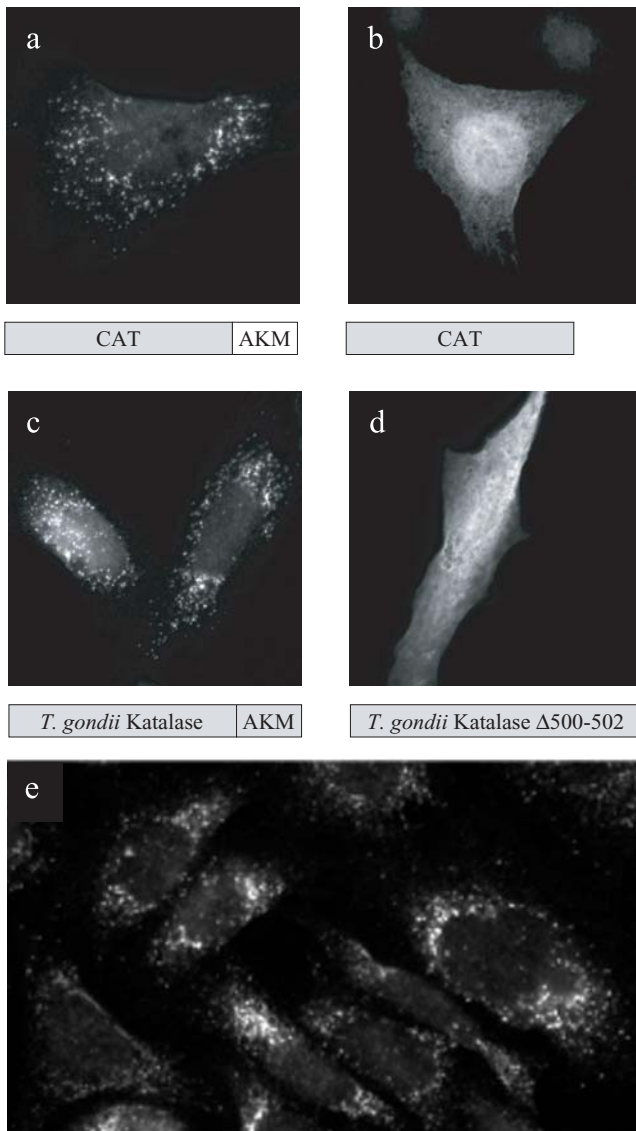 a
b
CAT AKM
CAT
c
d
T. gondii Katalase AKM
T. gondii Katalase Δ500-502
e